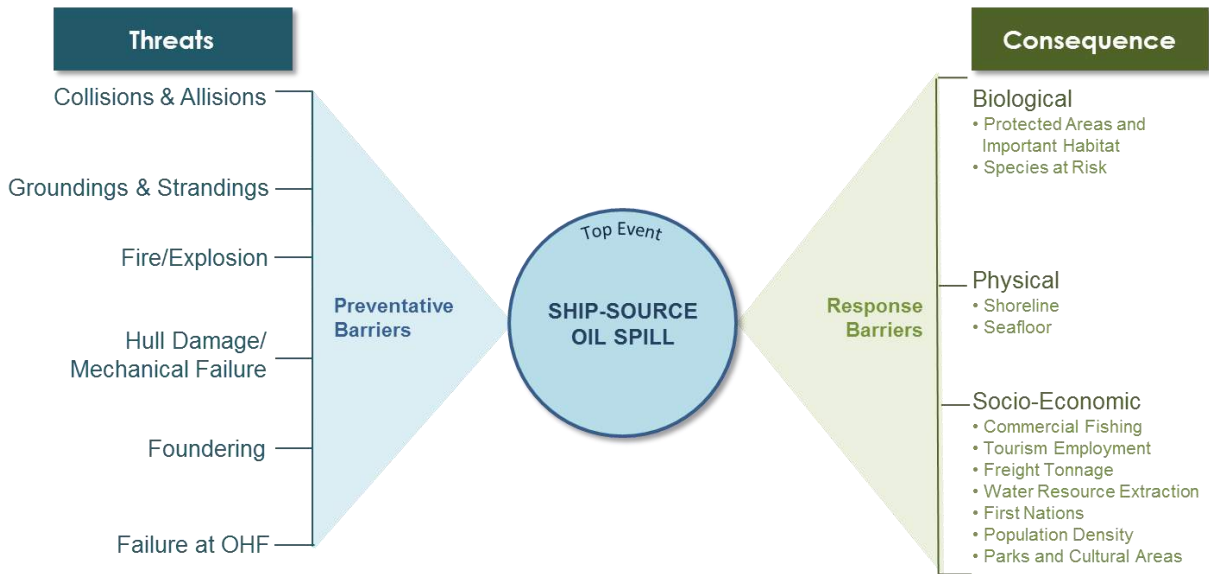 Threats
Collisions & Allisions
Groundings & Strandings
Fire/Explosion
Hull Damage/
Mechanical Failure
Foundering
Failure at OHF
Preventative
Barriers
Top Event
SHIP-SOURCE
OIL SPILL
Response
Barriers
Consequence
Biological
• Protected Areas and
Important Habitat
• Species at Risk
Physical
• Shoreline
• Seafloor
Socio-Economic
• Commercial Fishing
• Tourism Employment
• Freight Tonnage
• Water Resource Extraction
• First Nations
• Population Density
• Parks and Cultural Areas